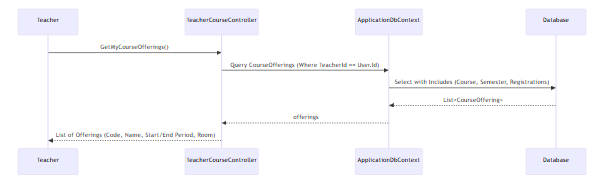 Teacher TeacherCourseController ApplicationDbContext Database
GetMyCourseOfferings()
Query CourseOfferings (Where TeacherId == User.Id)
Select with Includes (Course, Semester, Registrations)
List<CourseOffering>
offerings
List of Offerings (Code, Name, Start/End Period, Room)
Teacher TeacherCourseController ApplicationDbContext Database